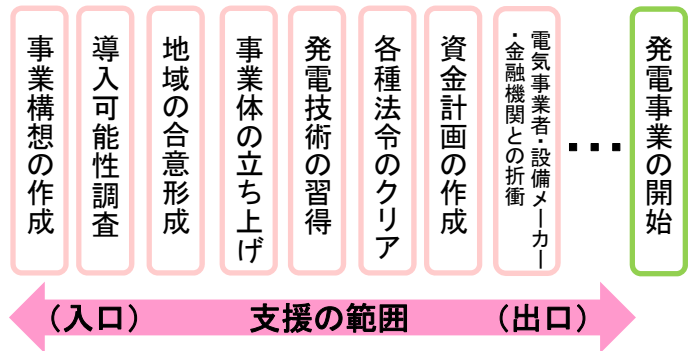 事業構想の作成
導入可能性調査
地域の合意形成
事業体の立ち上げ
発電技術の習得
各種法令のクリア
資金計画の作成
電気事業者・設備メーカー
・金融機関との折衝
…
発電事業の開始
（入口）　支援の範囲　（出口）